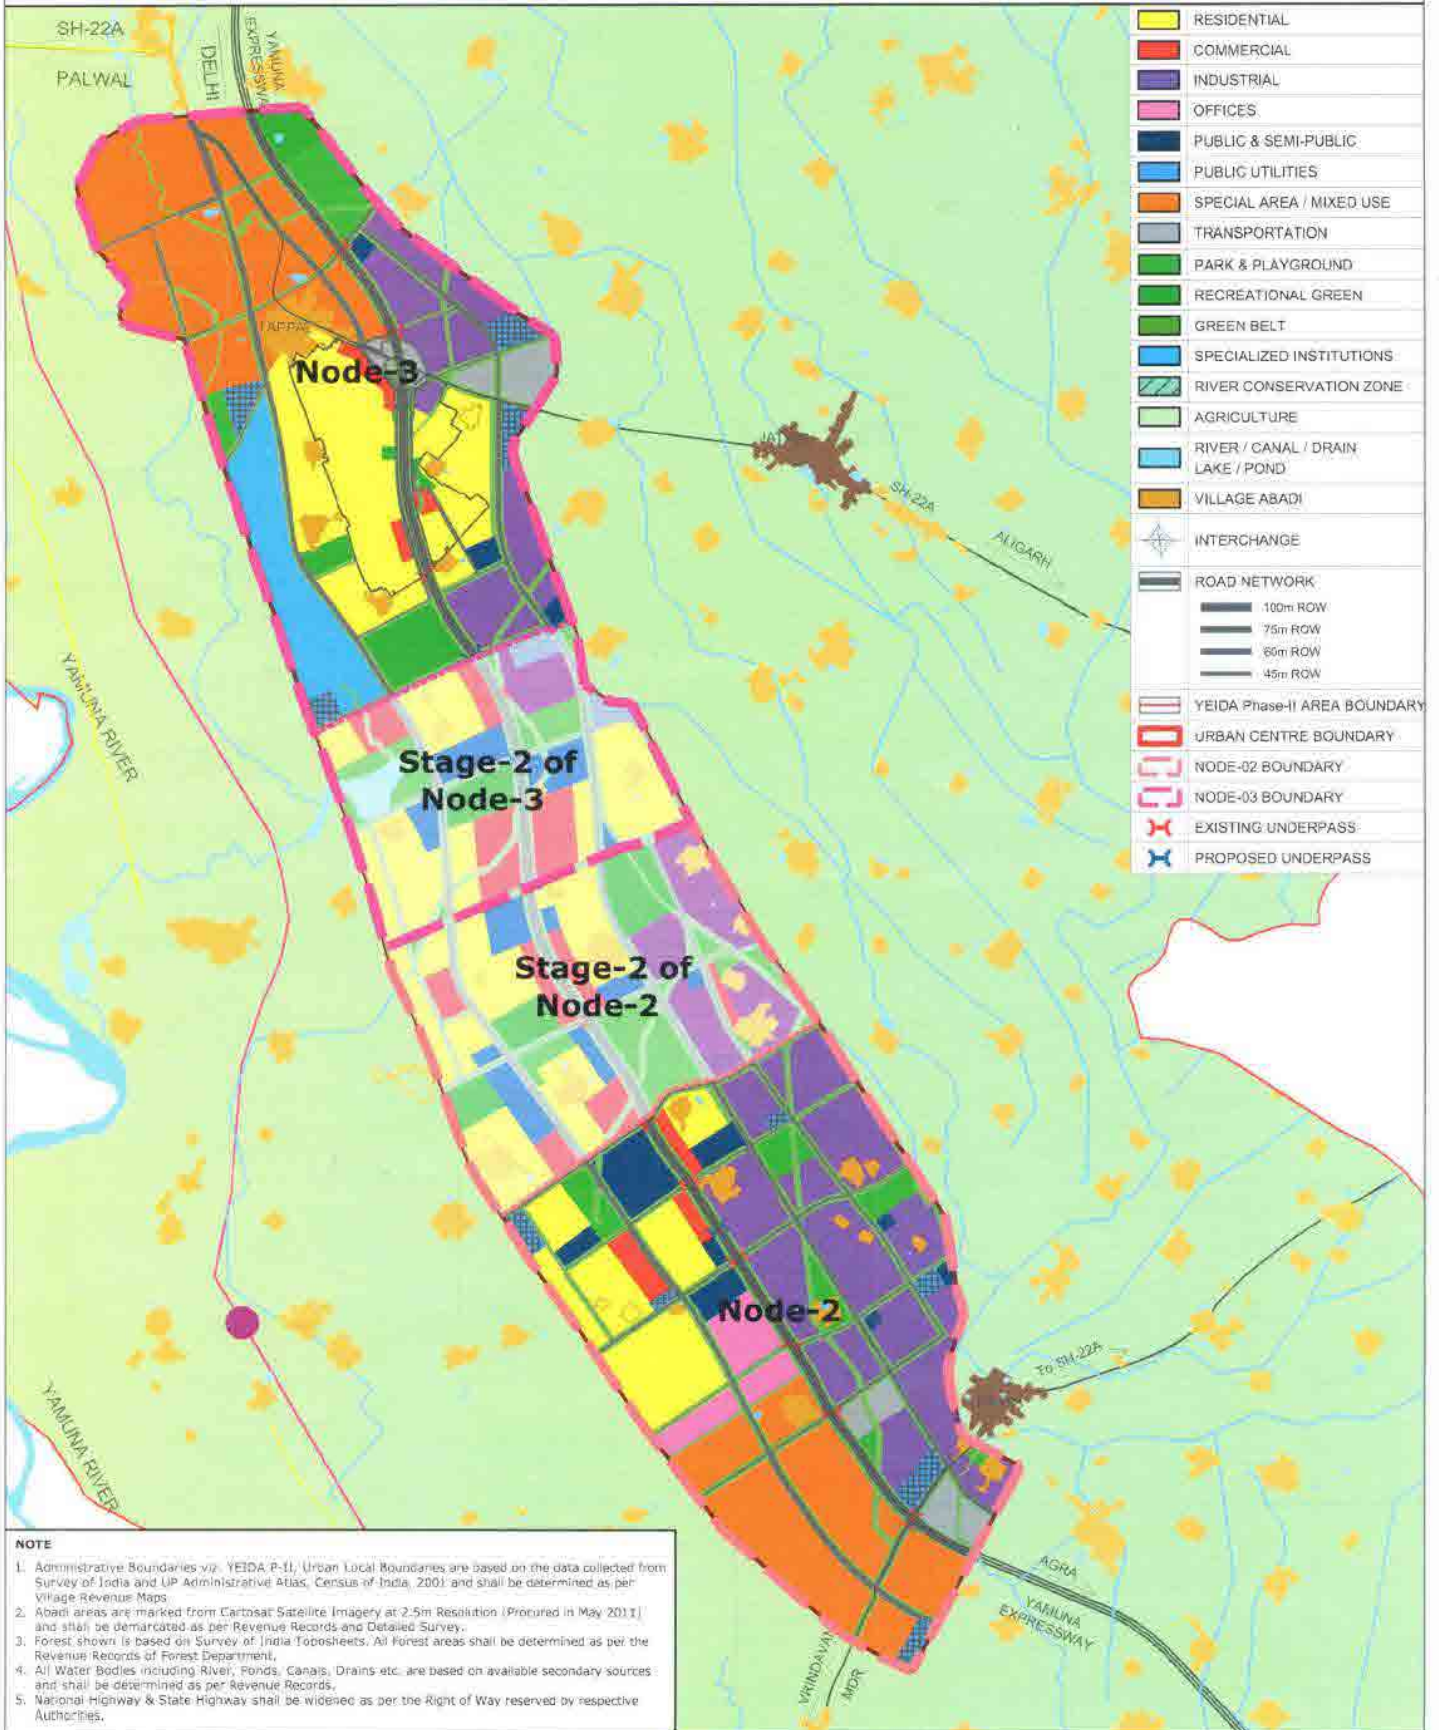 SH-22A
PALWAL
DELHI
YAMUNA
EXPRESSWAY
RESIDENTIAL
COMMERCIAL
INDUSTRIAL
OFFICES
PUBLIC & SEMI-PUBLIC
PUBLIC UTILITIES
SPECIAL AREA / MIXED USE
TRANSPORTATION
PARK & PLAYGROUND
RECREATIONAL GREEN
GREEN BELT
SPECIALIZED INSTITUTIONS
RIVER CONSERVATION ZONE
AGRICULTURE
RIVER / CANAL / DRAIN
LAKE / POND
VILLAGE ABADI
INTERCHANGE
ROAD NETWORK
100m ROW
75m ROW
60m ROW
45m ROW
YEIDA Phase-II AREA BOUNDARY
URBAN CENTRE BOUNDARY
NODE-02 BOUNDARY
NODE-03 BOUNDARY
EXISTING UNDERPASS
PROPOSED UNDERPASS
Node-3
SH-22A
ALIGARH
YAMUNA RIVER
Stage-2 of
Node-3
Stage-2 of
Node-2
Node-2
To SH-22A
YAMUNA RIVER
AGRA
YAMUNA
EXPRESSWAY
VRINDAVAN
MDR
NOTE
1. Administrative Boundaries viz. YEIDA P-II, Urban Local Boundaries are based on the data collected from
Survey of India and UP Administrative Atlas, Census of India, 2001 and shall be determined as per
Village Revenue Maps
2. Abadi areas are marked from Cartosat Satellite Imagery at 2.5m Resolution (Procured in May 2011)
and shall be demarcated as per Revenue Records and Detailed Survey.
3. Forest shown is based on Survey of India Toposheets. All Forest areas shall be determined as per the
Revenue Records of Forest Department.
4. All Water Bodies including River, Ponds, Canals, Drains etc. are based on available secondary sources
and shall be determined as per Revenue Records.
5. National Highway & State Highway shall be widened as per the Right of Way reserved by respective
Authorities.